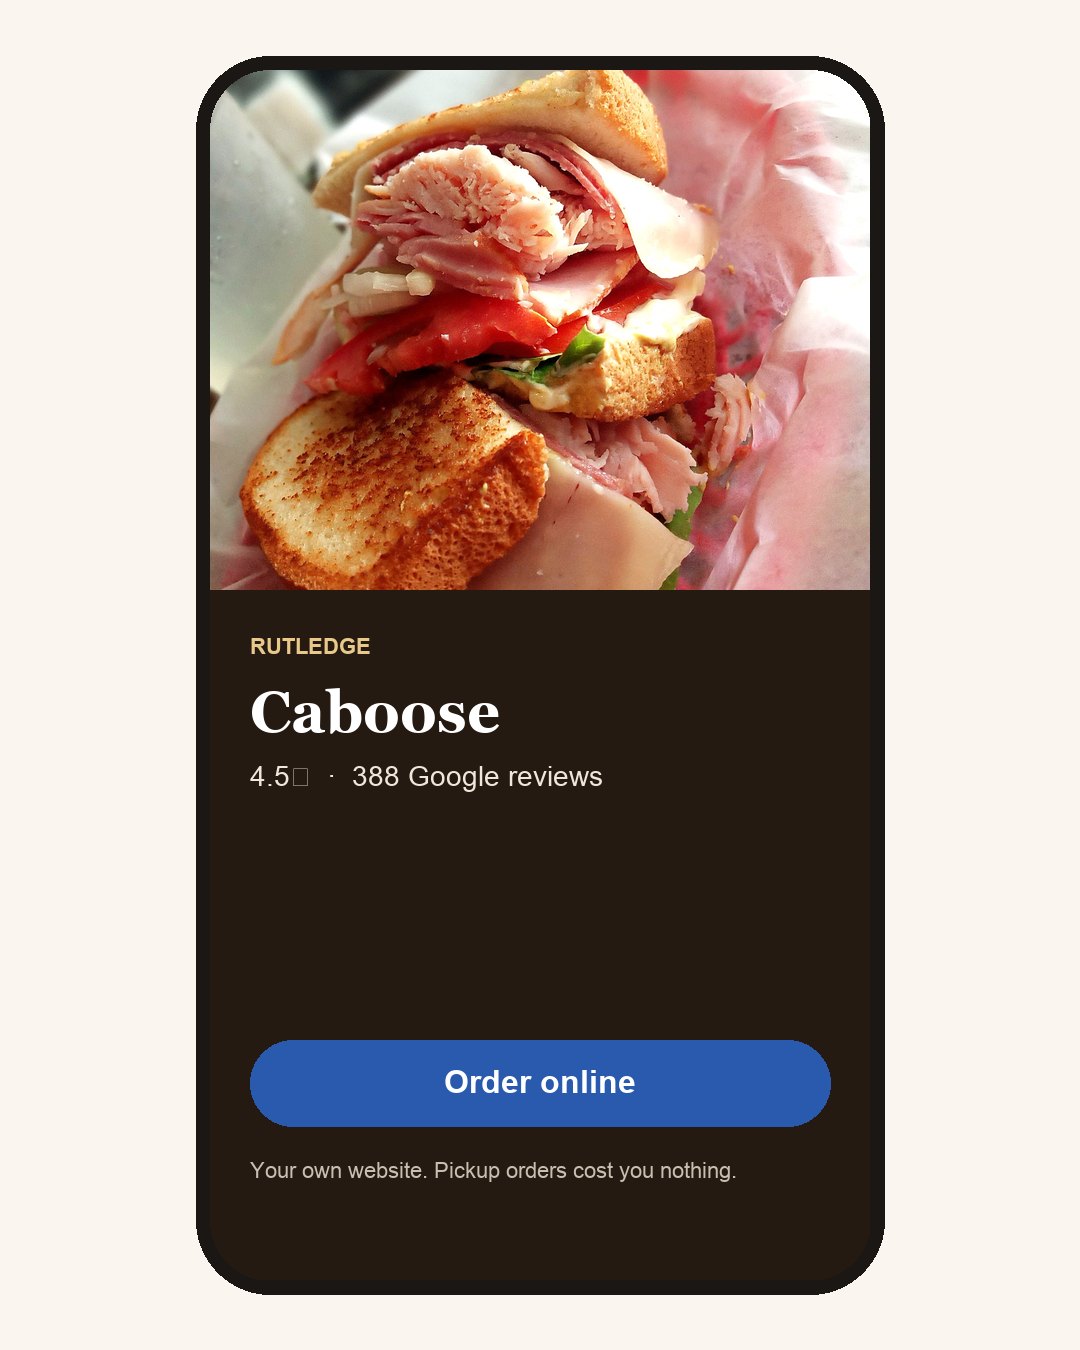 RUTLEDGE
Caboose
4.5□ · 388 Google reviews
Order online
Your own website. Pickup orders cost you nothing.